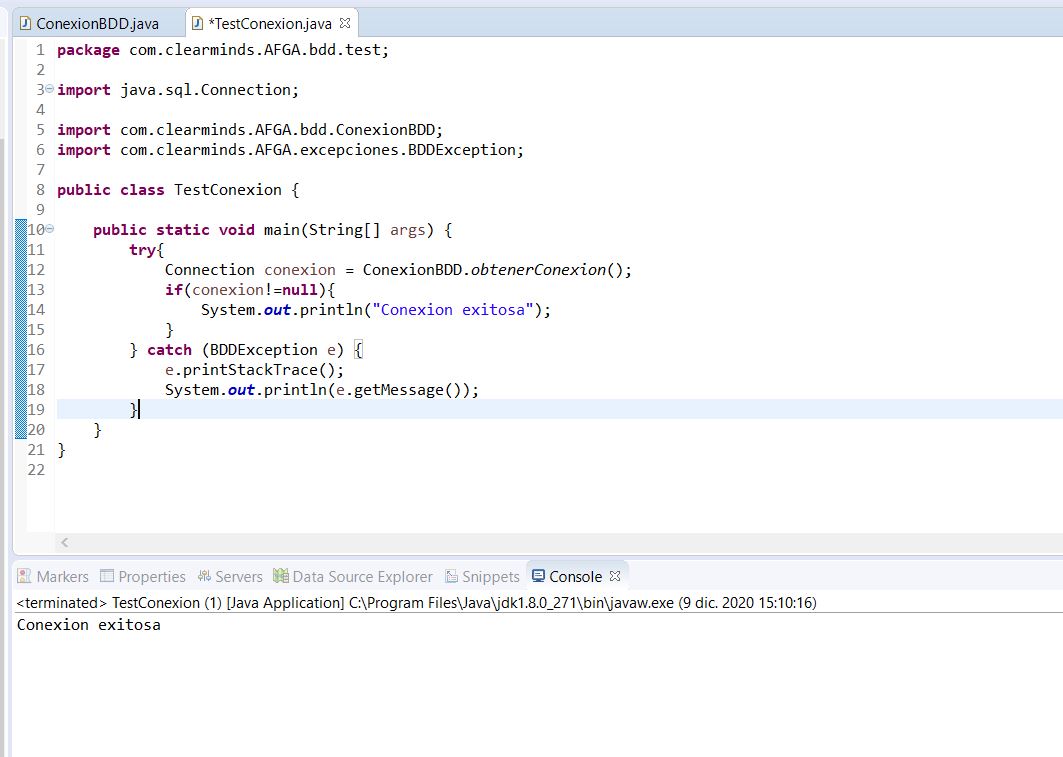 ConexionBDD.java *TestConexion.java
1 package com.clearminds.AFGA.bdd.test;
2
3 import java.sql.Connection;
4
5 import com.clearminds.AFGA.bdd.ConexionBDD;
6 import com.clearminds.AFGA.excepciones.BDDException;
7
8 public class TestConexion {
9
10     public static void main(String[] args) {
11         try{
12             Connection conexion = ConexionBDD.obtenerConexion();
13             if(conexion!=null){
14                 System.out.println("Conexion exitosa");
15             }
16         } catch (BDDException e) {
17             e.printStackTrace();
18             System.out.println(e.getMessage());
19         }
20     }
21 }
22
Markers Properties Servers Data Source Explorer Snippets Console
<terminated> TestConexion (1) [Java Application] C:\Program Files\Java\jdk1.8.0_271\bin\javaw.exe (9 dic. 2020 15:10:16)
Conexion exitosa